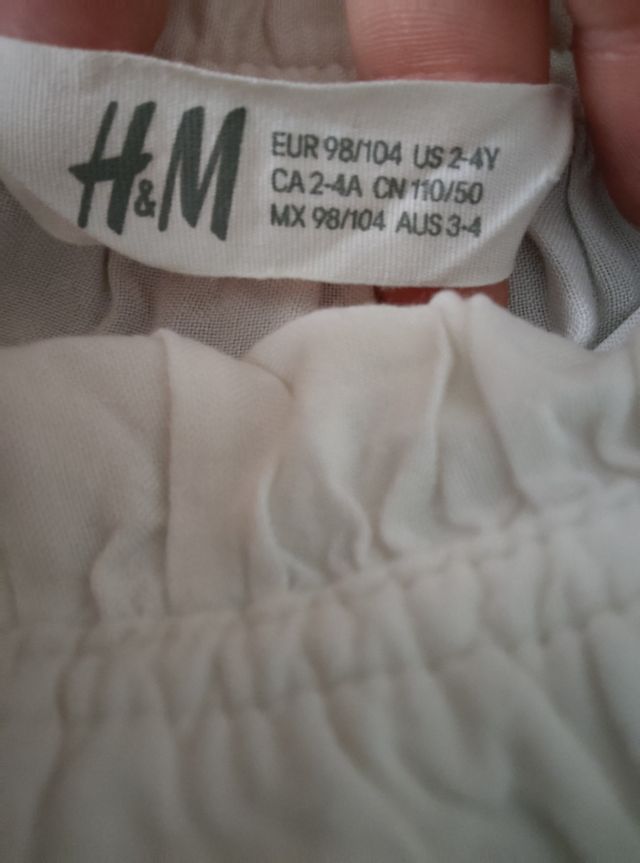 H&M
EUR 98/104 US 2-4Y
CA 2-4A CN 110/50
MX 98/104 AUS 3-4